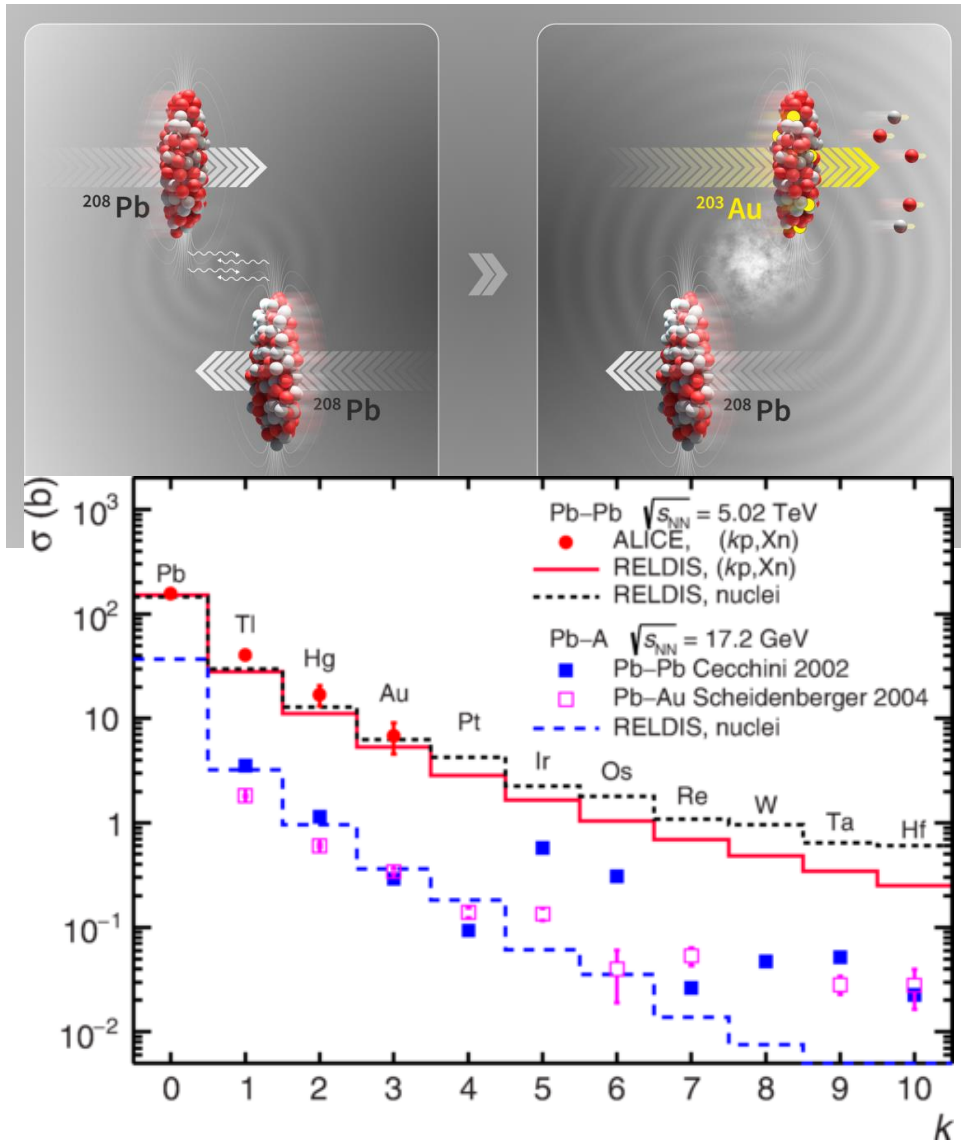 ²⁰⁸Pb
²⁰⁸Pb
²⁰³Au
²⁰⁸Pb
σ (b)
10³
10²
10
1
10⁻¹
10⁻²
Pb–Pb √sNN = 5.02 TeV
ALICE, (kp,Xn)
RELDIS, (kp,Xn)
RELDIS, nuclei
Pb–A √sNN = 17.2 GeV
Pb–Pb Cecchini 2002
Pb–Au Scheidenberger 2004
RELDIS, nuclei
Pb
Tl
Hg
Au
Pt
Ir
Os
Re
W
Ta
Hf
0 1 2 3 4 5 6 7 8 9 10
k